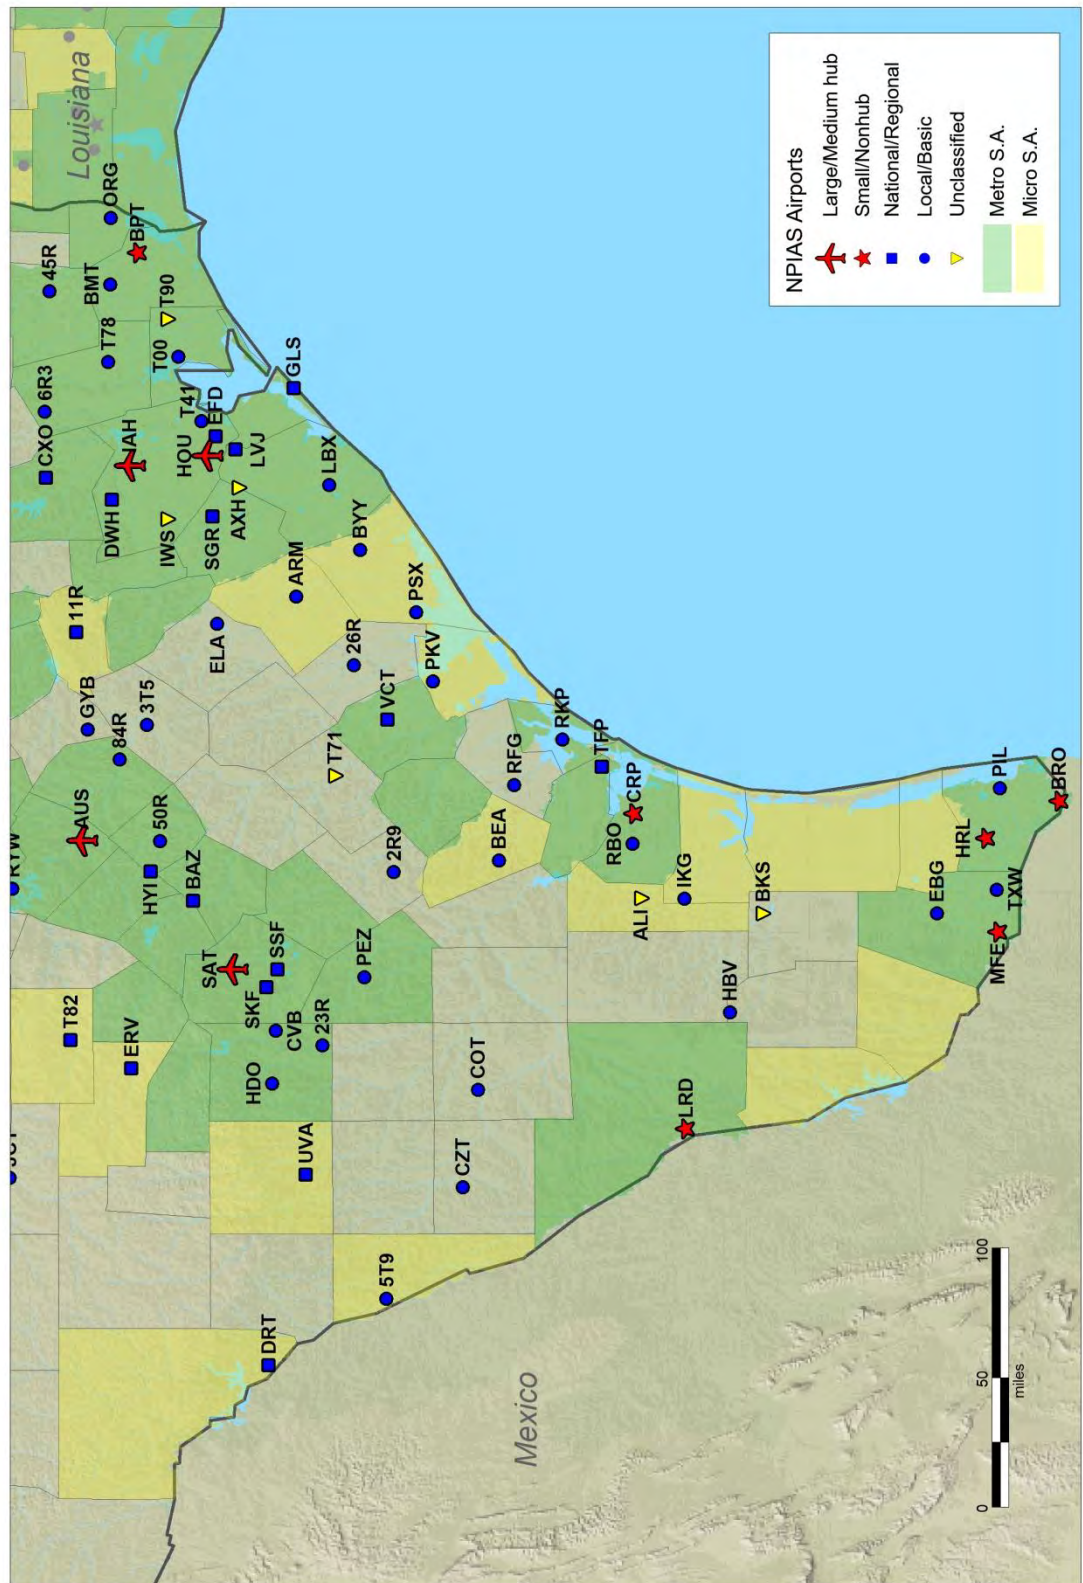 Louisiana
ORG
BPT
45R
BMT
T90
T78
T00
6R3
T41
EFD
GLS
CXO
IAH
HOU
LVJ
DWH
IWS
SGR
AXH
LBX
BYY
11R
ARM
PSX
ELA
26R
PKV
GYB
3T5
84R
VCT
T71
RKP
RFG
TFP
AUS
50R
RYW
HYI
BAZ
2R9
BEA
CRP
RBO
PIL
BRO
HRL
IKG
ALI
BKS
EBG
TXW
MFE
SAT
SSF
SKF
PEZ
CVB
23R
HBV
T82
ERV
HDO
COT
LRD
UVA
CZT
5T9
DRT
Mexico
NPIAS Airports
Large/Medium hub
Small/Nonhub
National/Regional
Local/Basic
Unclassified
Metro S.A.
Micro S.A.
0 50 100
miles